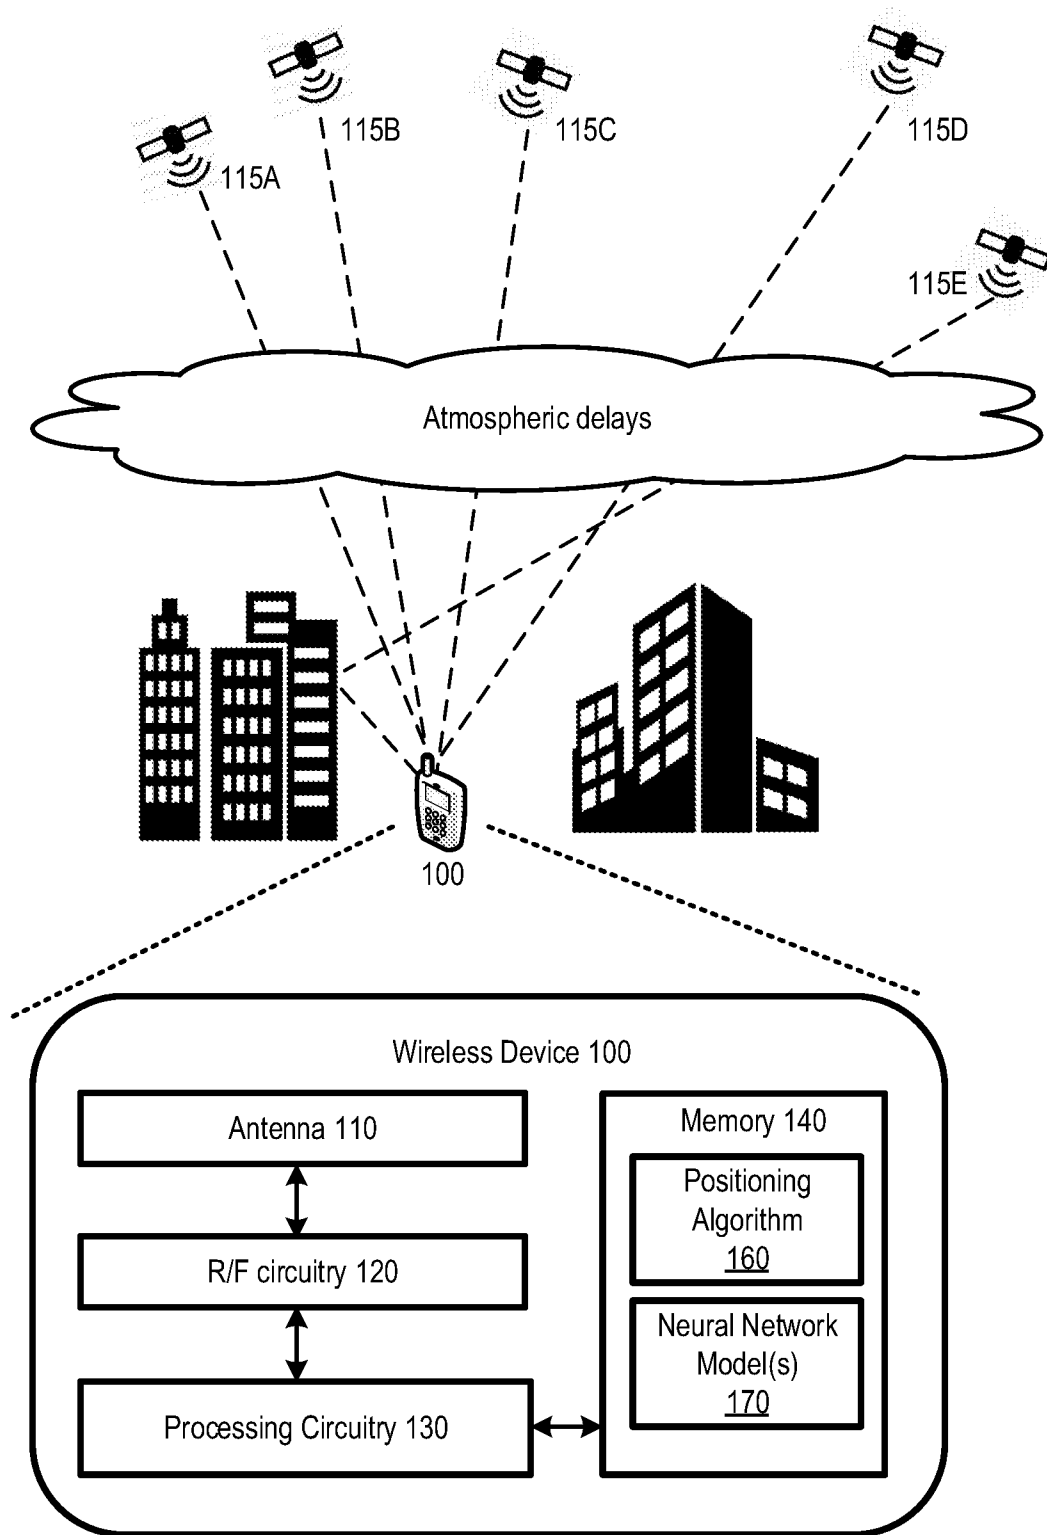 115B
115C
115D
115A
115E
Atmospheric delays
100
Wireless Device 100
Antenna 110
Memory 140
Positioning
Algorithm
160
R/F circuitry 120
Neural Network
Model(s)
170
Processing Circuitry 130